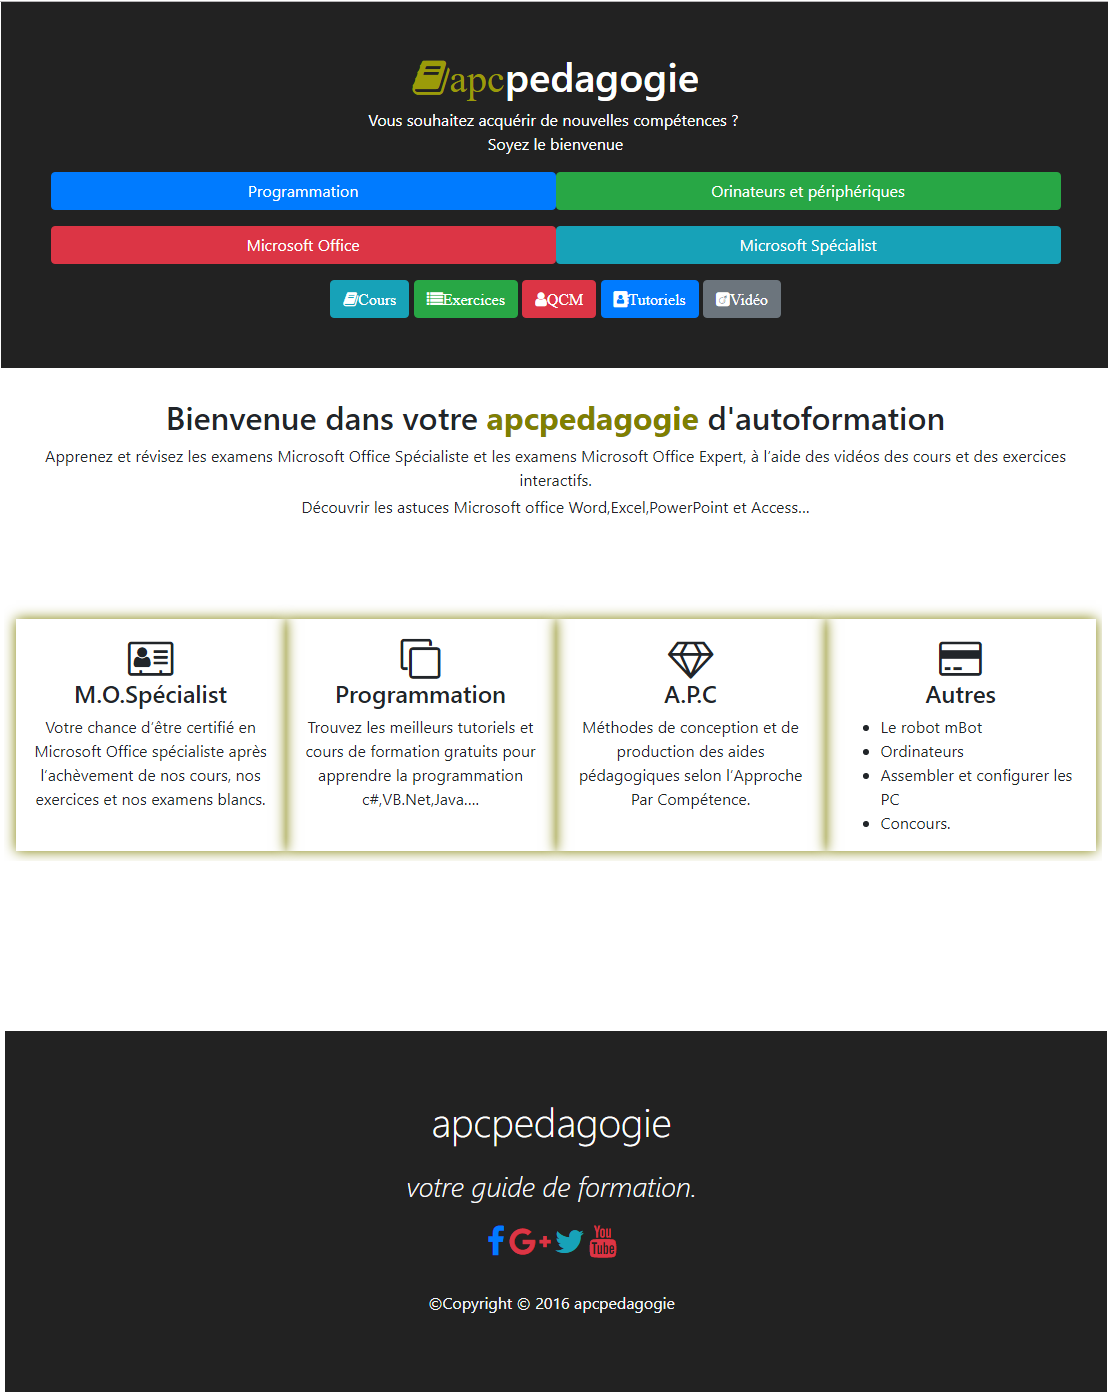 apcpedagogie
Vous souhaitez acquérir de nouvelles compétences ?
Soyez le bienvenue
Programmation
Orinateurs et périphériques
Microsoft Office
Microsoft Spécialist
Cours
Exercices
QCM
Tutoriels
Vidéo
Bienvenue dans votre apcpedagogie d'autoformation
Apprenez et révisez les examens Microsoft Office Spécialiste et les examens Microsoft Office Expert, à l’aide des vidéos des cours et des exercices
interactifs.
Découvrir les astuces Microsoft office Word,Excel,PowerPoint et Access...
M.O.Spécialist
Votre chance d’être certifié en
Microsoft Office spécialiste après
l’achèvement de nos cours, nos
exercices et nos examens blancs.
Programmation
Trouvez les meilleurs tutoriels et
cours de formation gratuits pour
apprendre la programmation
c#,VB.Net,Java....
A.P.C
Méthodes de conception et de
production des aides
pédagogiques selon l’Approche
Par Compétence.
Autres
• Le robot mBot
• Ordinateurs
• Assembler et configurer les
PC
• Concours.
apcpedagogie
votre guide de formation.
You
Tube
©Copyright © 2016 apcpedagogie